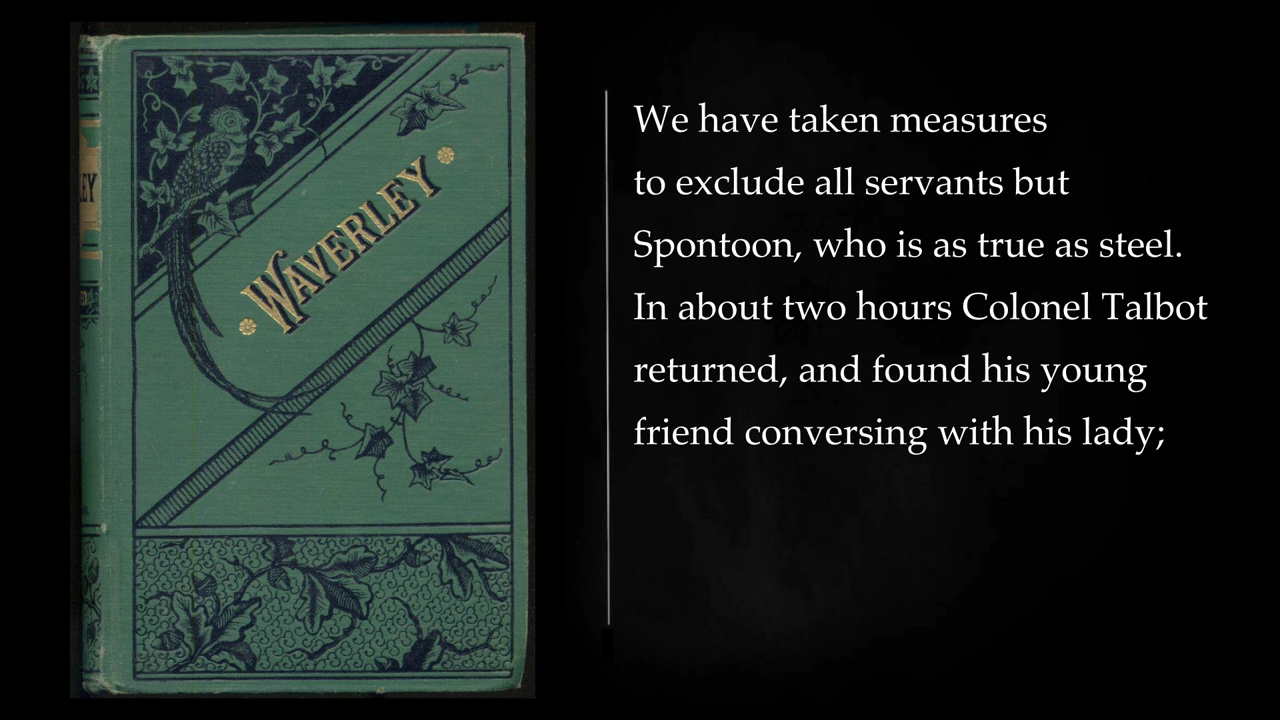 WAVERLEY
EY
We have taken measures
to exclude all servants but
Spontoon, who is as true as steel.
In about two hours Colonel Talbot
returned, and found his young
friend conversing with his lady;